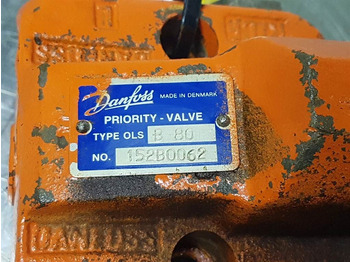 Danfoss MADE IN DENMARK
PRIORITY - VALVE
TYPE OLS B 80
NO. 152B0062
DANFOSS